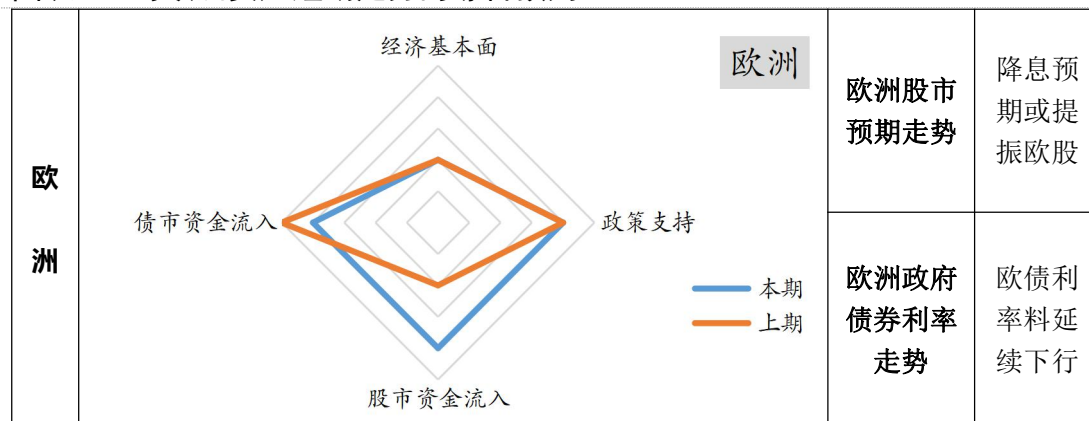 欧
洲
经济基本面
欧洲
债市资金流入
政策支持
本期
上期
股市资金流入
欧洲股市
预期走势
降息预
期或提
振欧股
欧洲政府
债券利率
走势
欧债利
率料延
续下行